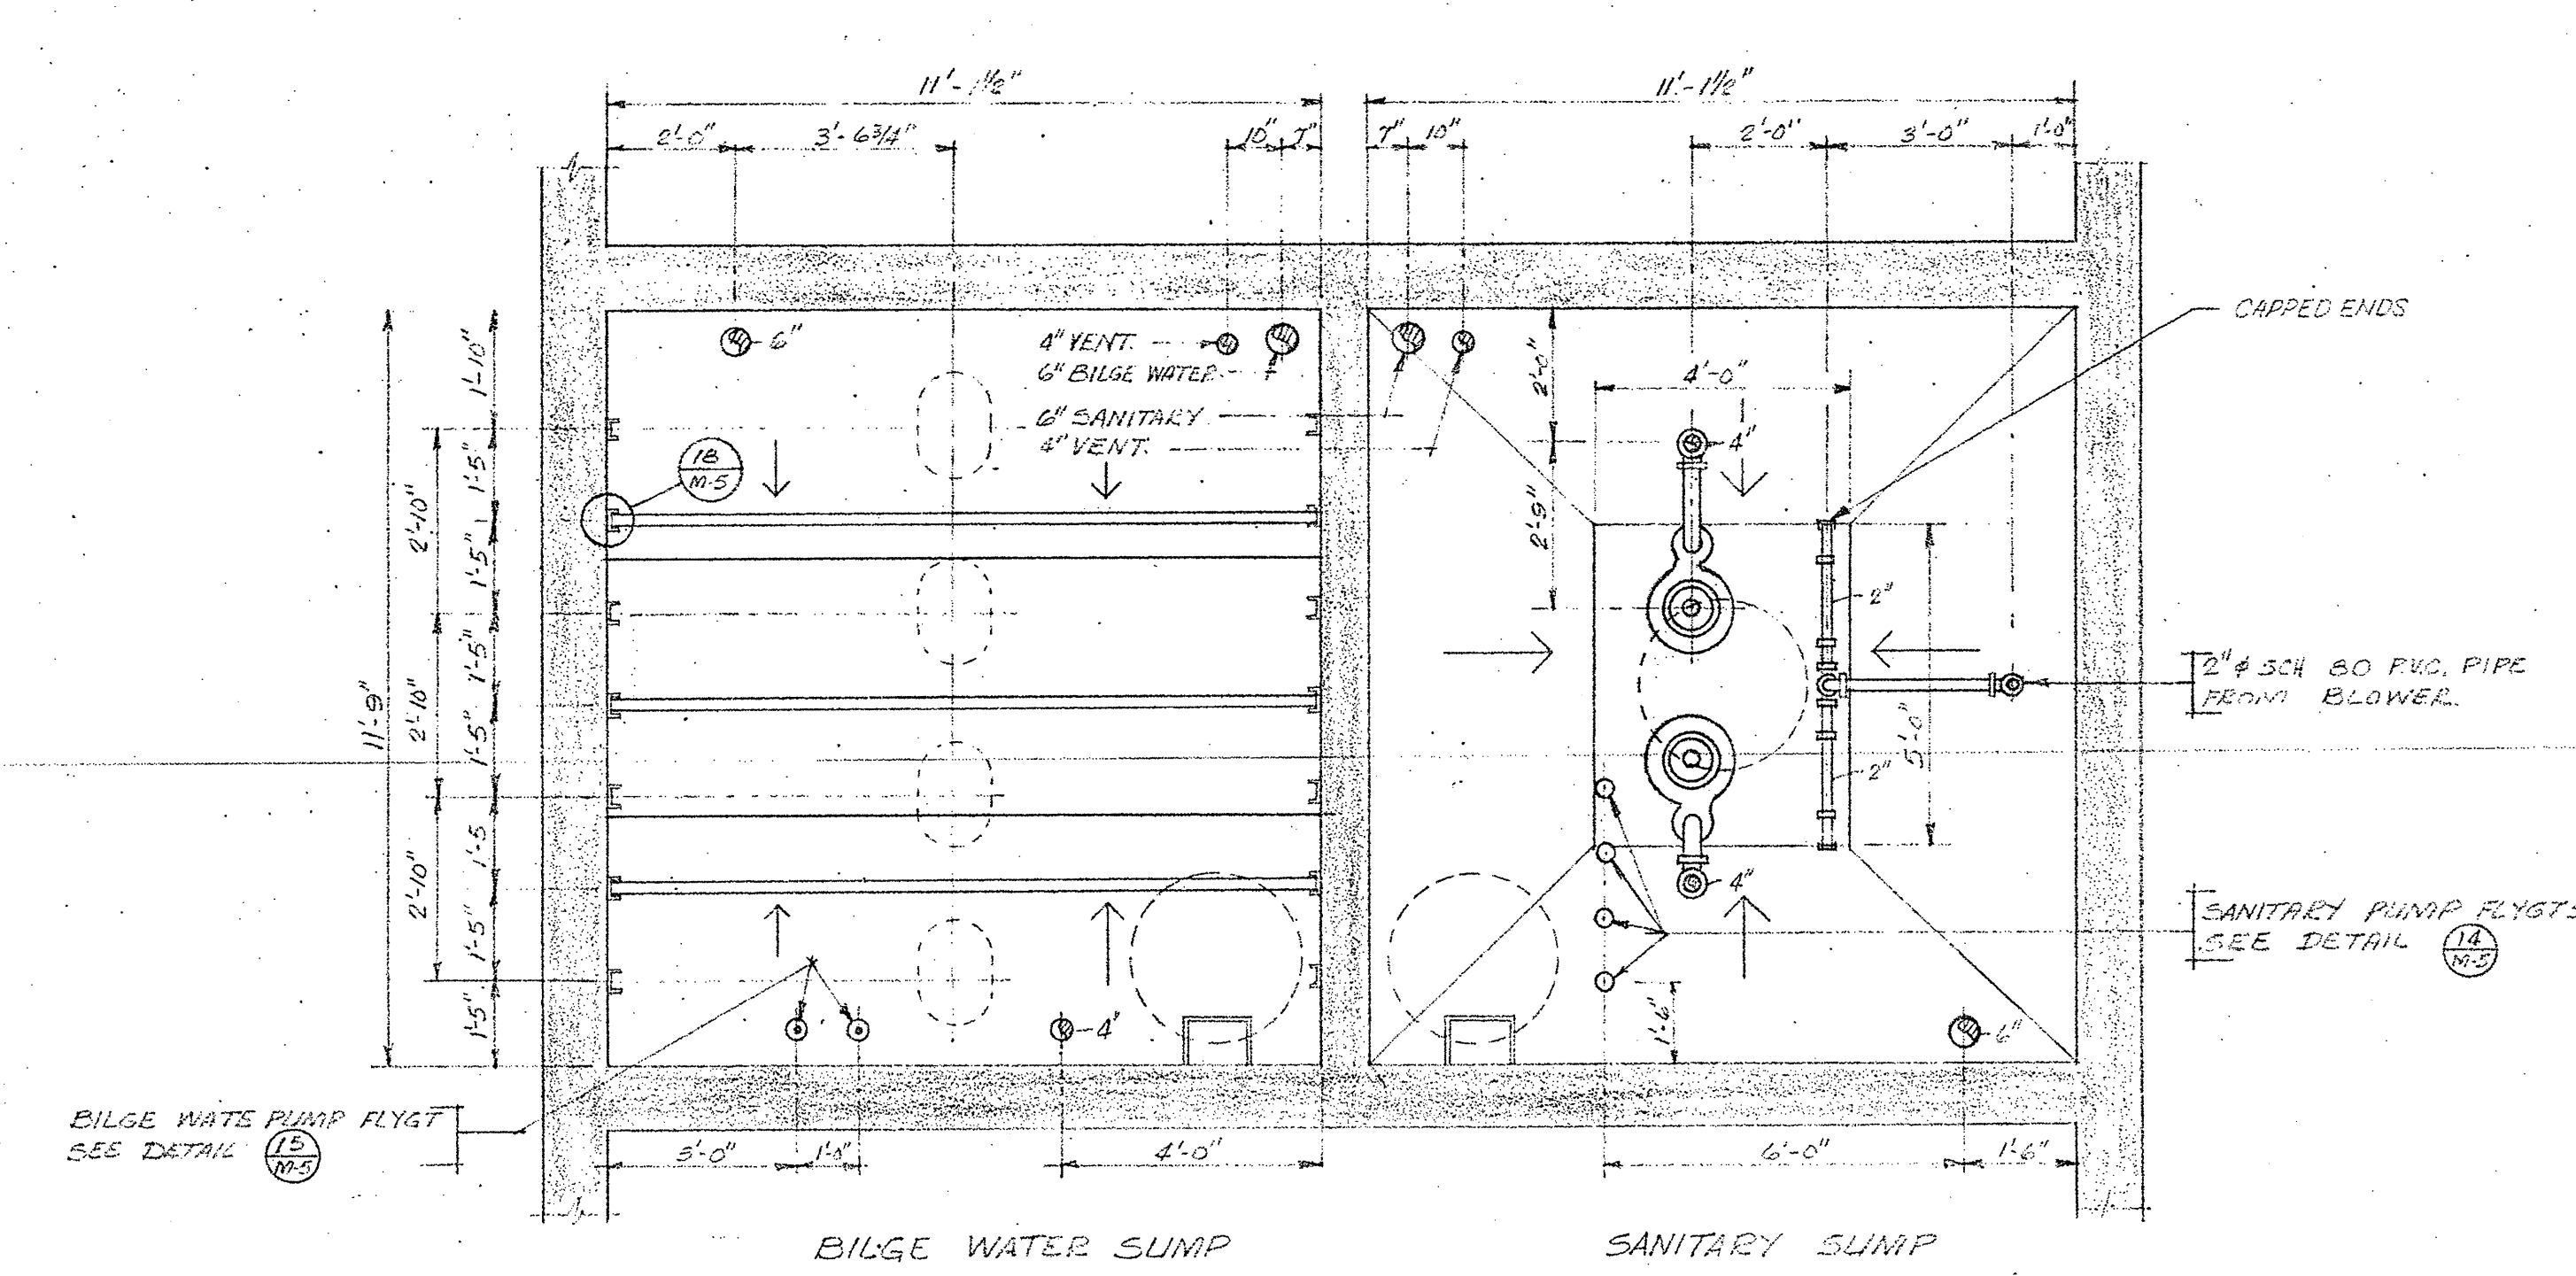 11'-1½" 11'-1½"
2'-0" 3'-6¾" 10" 7" 7" 10" 2'-0" 3'-0" 1'-0"
CAPPED ENDS
6"
4" VENT.
6" BILGE WATER
6" SANITARY
4" VENT.
18
M-5
4'-0"
2'-0"
2'-9"
4"
2"
2"
5'-0"
4"
11'-9"
2'-10"
2'-10"
2'-10"
1'-10"
1'-5"
1'-5"
1'-5"
1'-5"
1'-5
1'-5"
1'-5"
2"ϕ SCH 80 P.V.C. PIPE
FROM BLOWER.
SANITARY PUMP FLYGTS
SEE DETAIL 14
M-5
4"
1'-6"
6"
BILGE WATE PUMP FLYGT
SEE DETAIL 15
M-5
3'-0" 1'-0" 4'-0" 6'-0" 1'-6"
BILGE WATER SUMP SANITARY SUMP